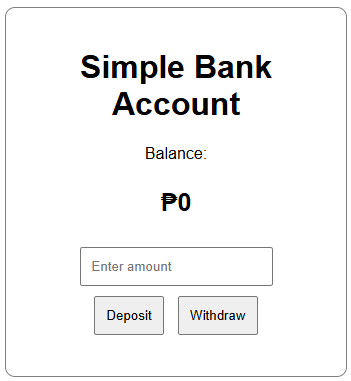 Simple Bank
Account
Balance:
₱0
Enter amount
Deposit Withdraw